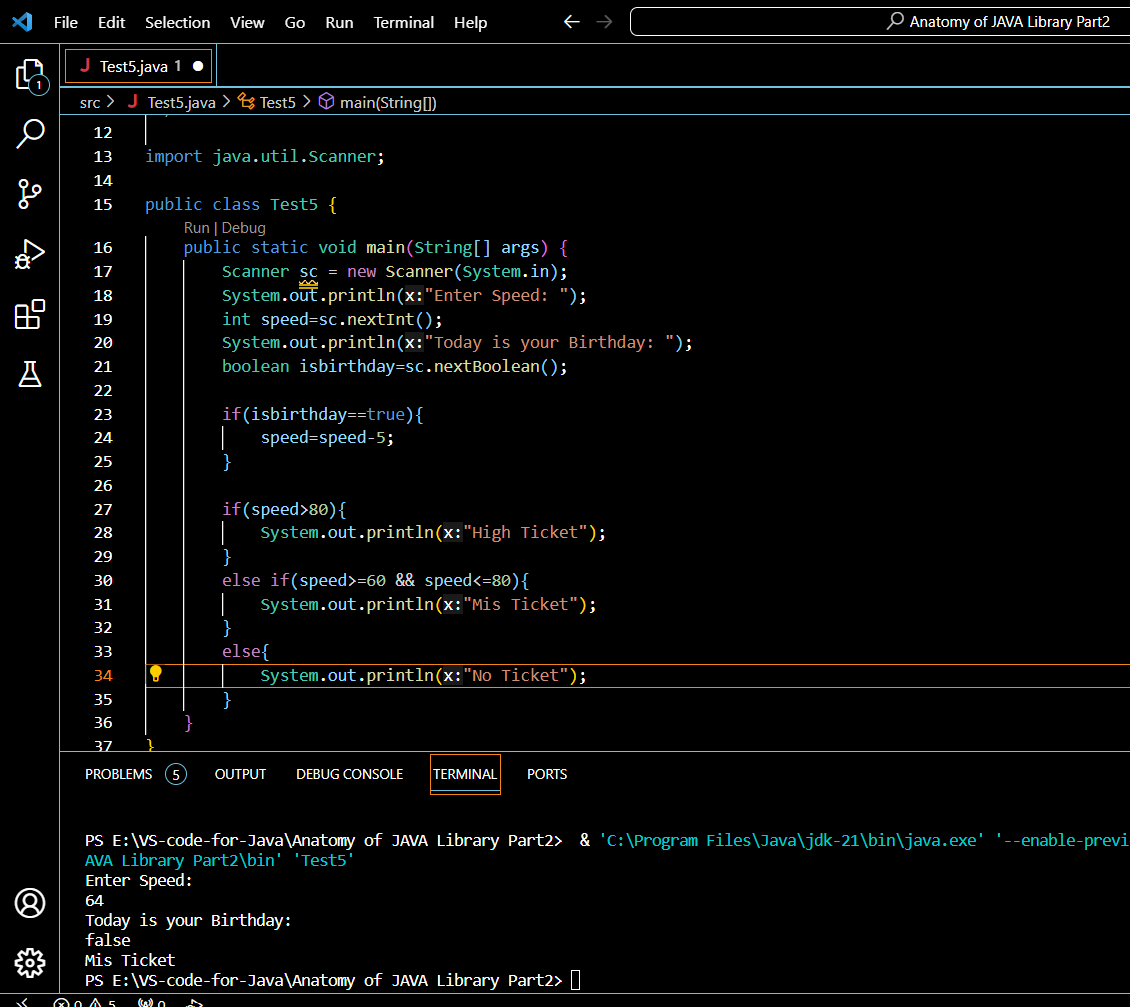 File Edit Selection View Go Run Terminal Help Anatomy of JAVA Library Part2
1
J Test5.java 1
src > J Test5.java > Test5 > main(String[])
12
13 import java.util.Scanner;
14
15 public class Test5 {
Run | Debug
16 public static void main(String[] args) {
17 Scanner sc = new Scanner(System.in);
18 System.out.println(x:"Enter Speed: ");
19 int speed=sc.nextInt();
20 System.out.println(x:"Today is your Birthday: ");
21 boolean isbirthday=sc.nextBoolean();
22
23 if(isbirthday==true){
24 speed=speed-5;
25 }
26
27 if(speed>80){
28 System.out.println(x:"High Ticket");
29 }
30 else if(speed>=60 && speed<=80){
31 System.out.println(x:"Mis Ticket");
32 }
33 else{
34 System.out.println(x:"No Ticket");
35 }
36 }
37 }
PROBLEMS 5 OUTPUT DEBUG CONSOLE TERMINAL PORTS
PS E:\VS-code-for-Java\Anatomy of JAVA Library Part2> & 'C:\Program Files\Java\jdk-21\bin\java.exe' '--enable-previ
AVA Library Part2\bin' 'Test5'
Enter Speed:
64
Today is your Birthday:
false
Mis Ticket
PS E:\VS-code-for-Java\Anatomy of JAVA Library Part2>
0 5 0